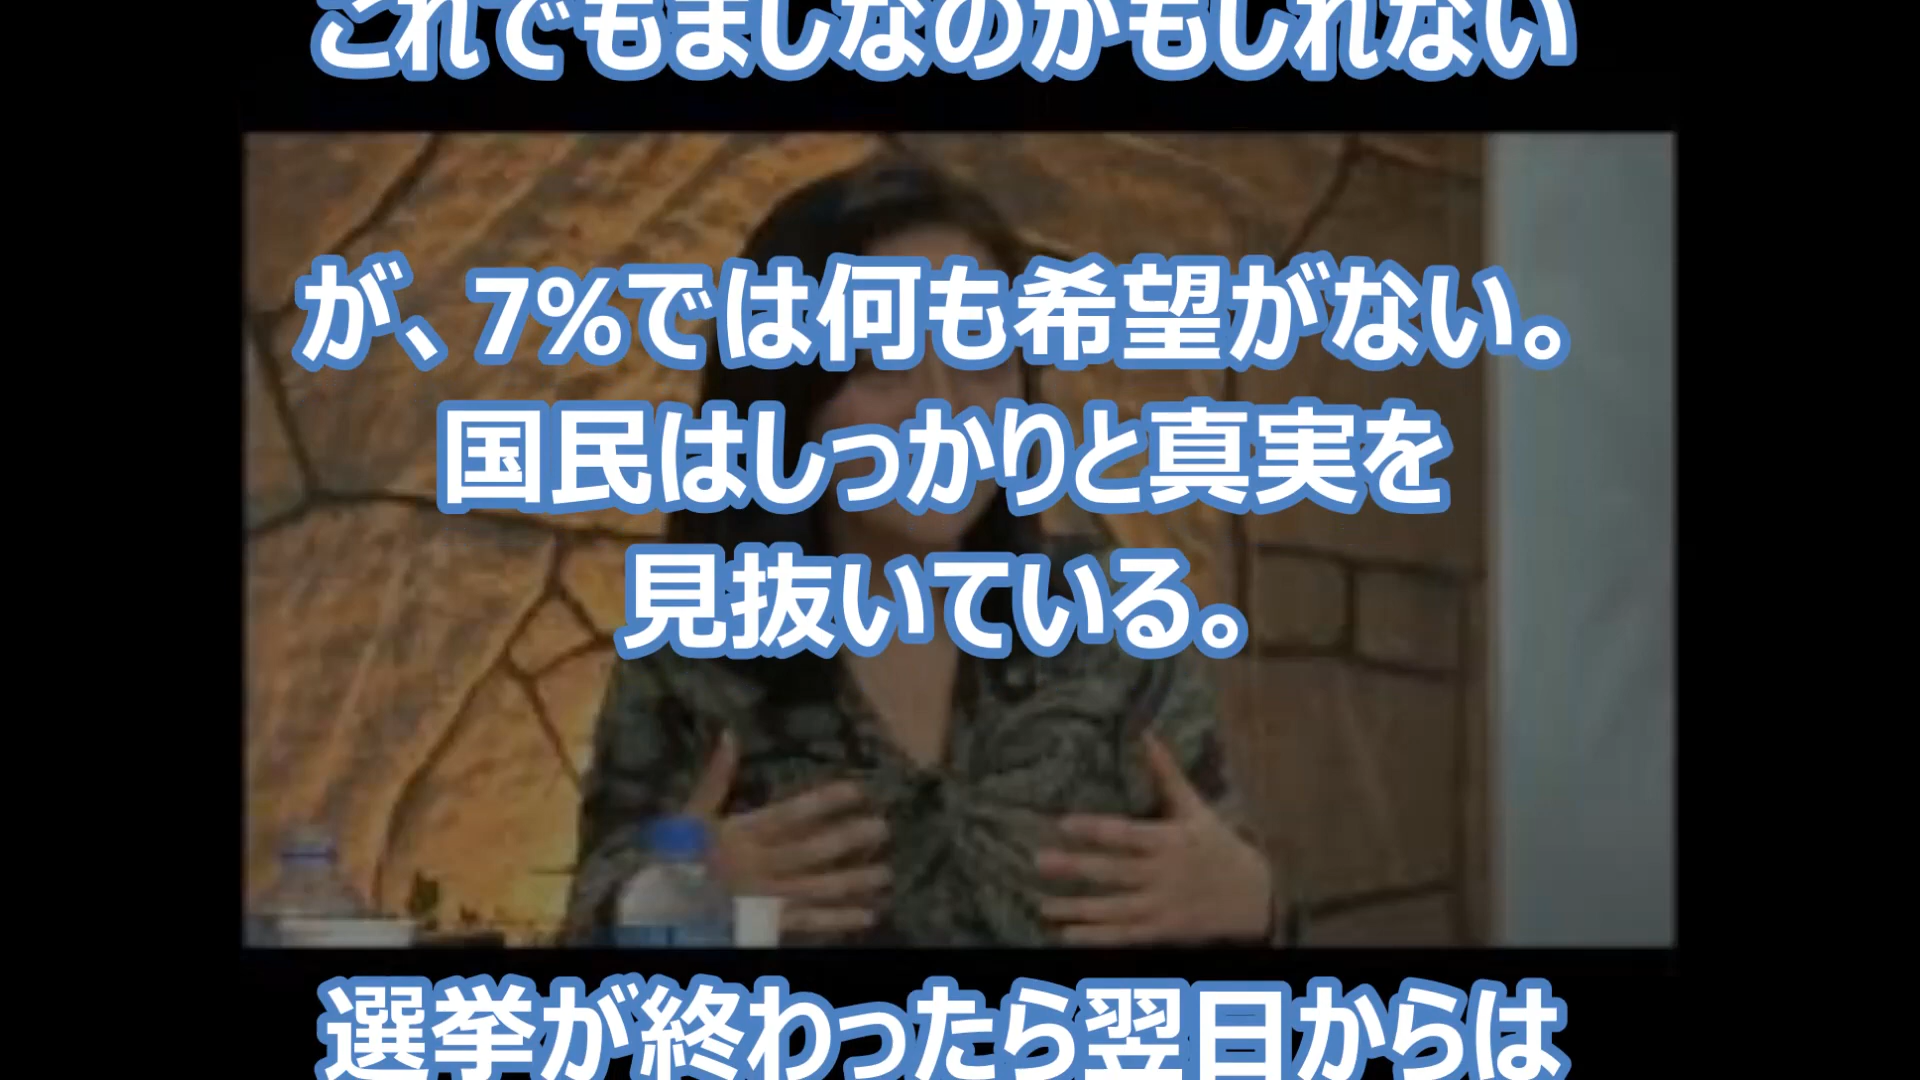 これでもましなのかもしれない
が、7%では何も希望がない。
国民はしっかりと真実を
見抜いている。
選挙が終わったら翌日からは